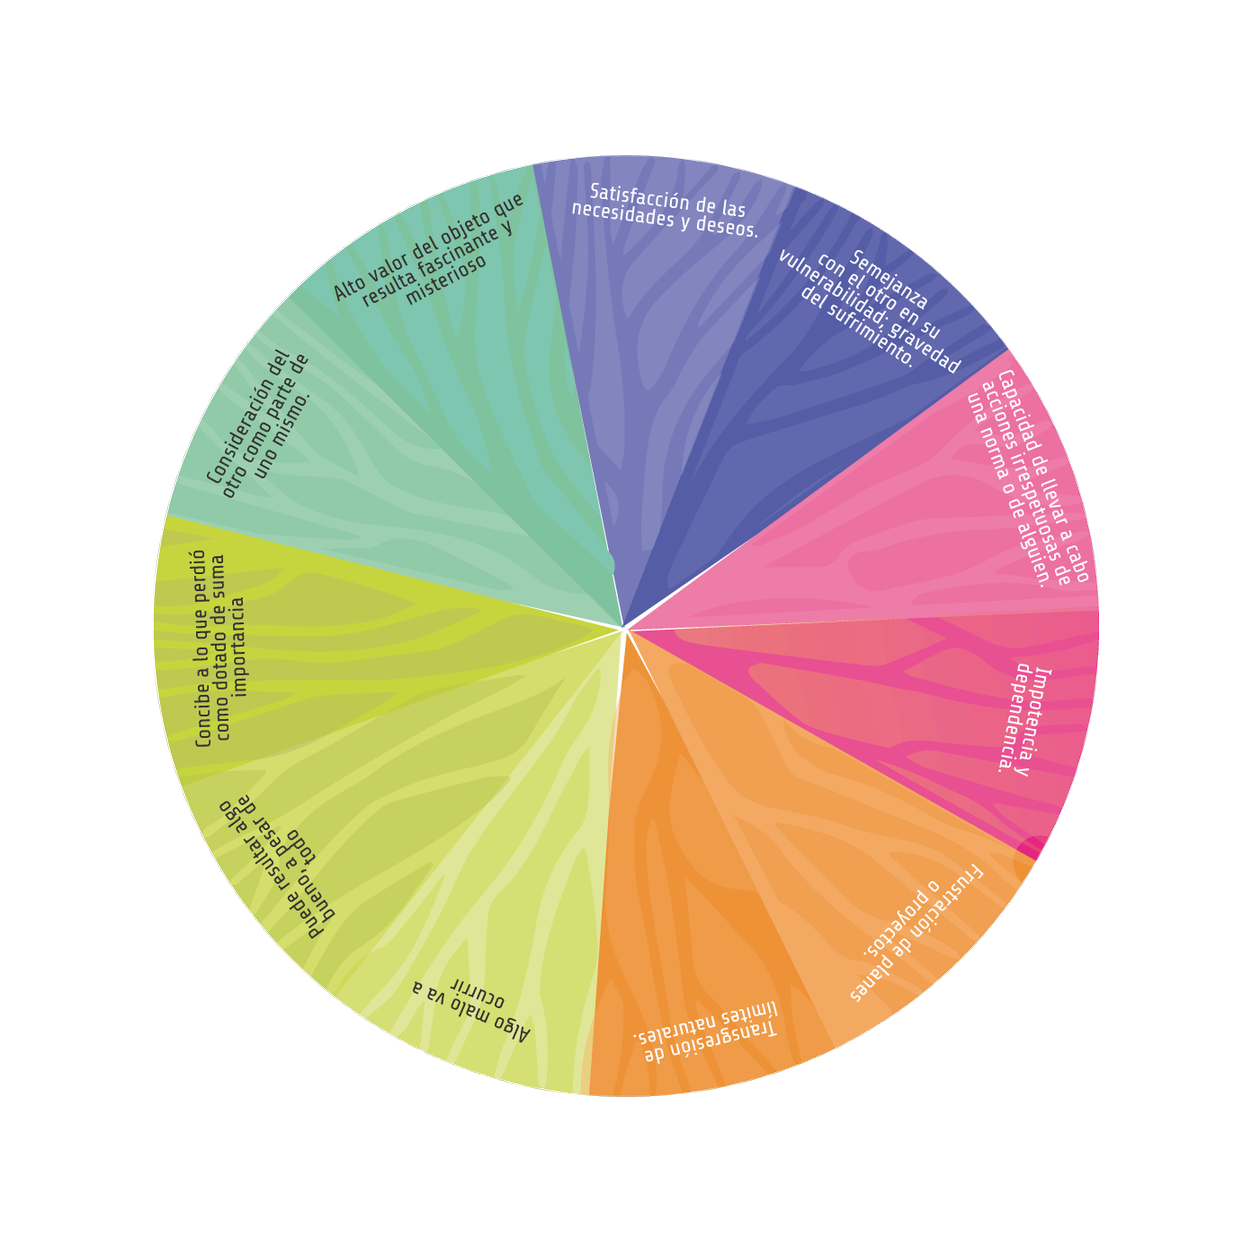 Satisfacción de las
necesidades y deseos.
Semejanza
con el otro en su
vulnerabilidad; gravedad
del sufrimiento.
Capacidad de llevar a cabo
acciones irrespetuosas de
una norma o de alguien.
Impotencia y
dependencia.
Frustración de planes
o proyectos.
Transgresión de
límites naturales.
Algo malo va a
ocurrir
Puede resultar algo
bueno, a pesar de
todo
Concibe a lo que perdió
como dotado de suma
importancia
Consideración del
otro como parte de
uno mismo.
Alto valor del objeto que
resulta fascinante y
misterioso